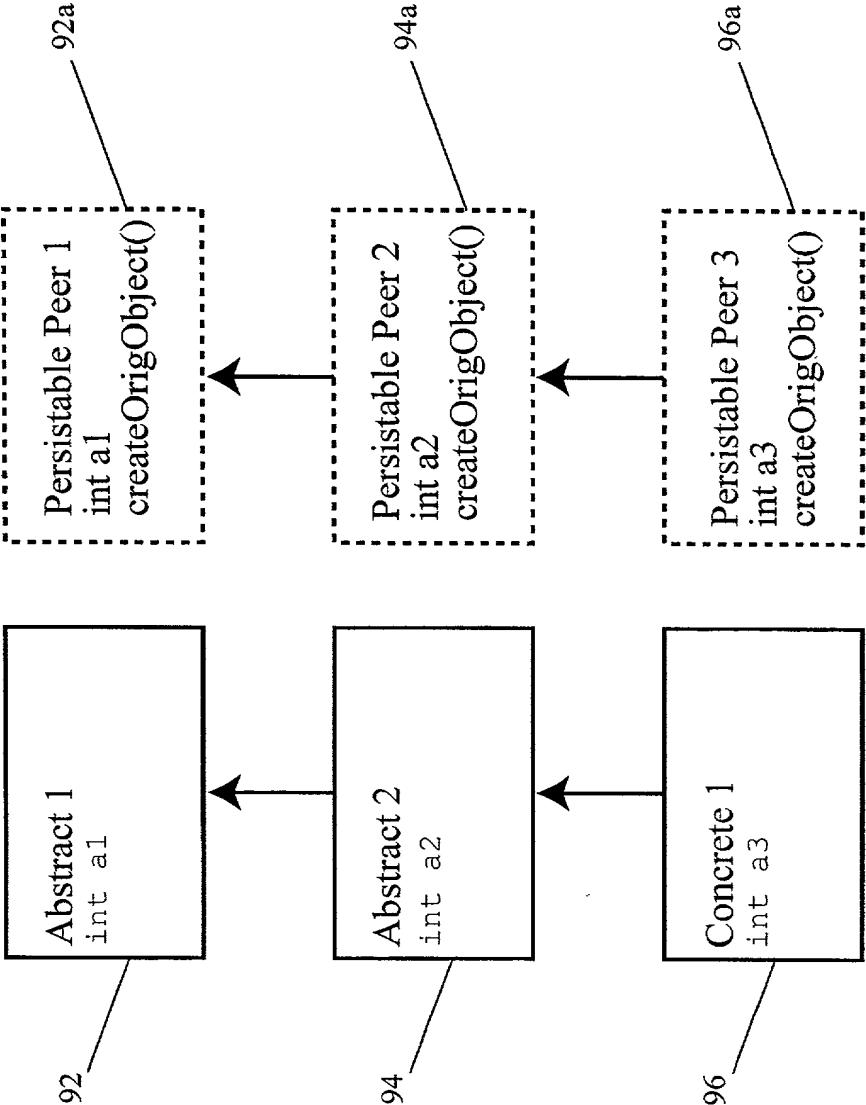 92
Abstract 1
int a1
Persistable Peer 1
int a1
createOrigObject()
92a
94
Abstract 2
int a2
Persistable Peer 2
int a2
createOrigObject()
94a
96
Concrete 1
int a3
Persistable Peer 3
int a3
createOrigObject()
96a